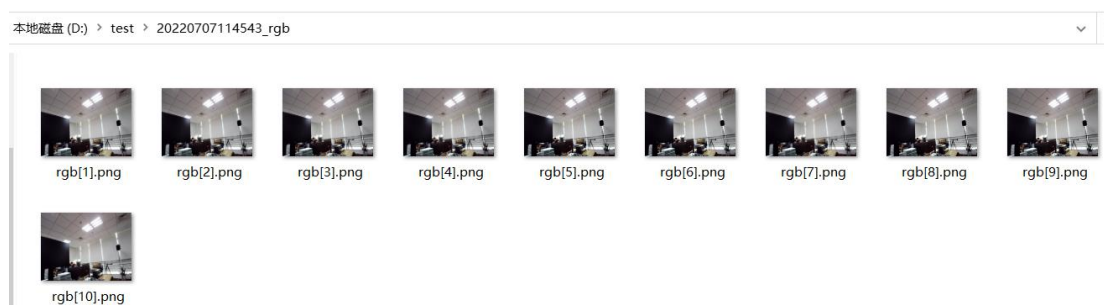 本地磁盘 (D:) > test > 20220707114543_rgb
rgb[1].png rgb[2].png rgb[3].png rgb[4].png rgb[5].png rgb[6].png rgb[7].png rgb[8].png rgb[9].png
rgb[10].png